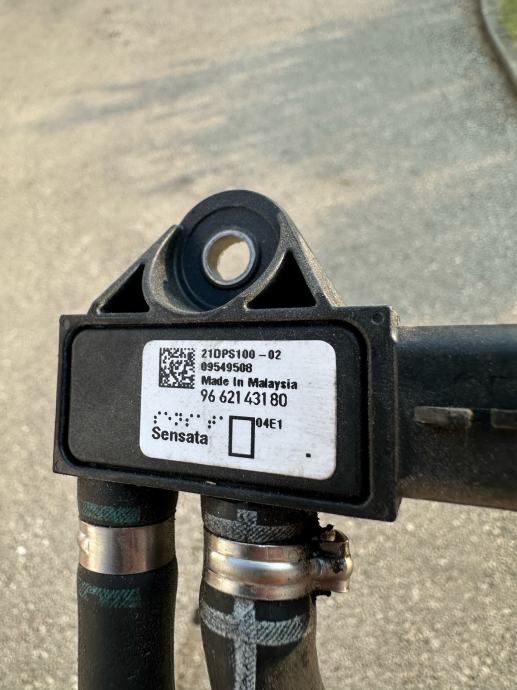 21DPS100-02
09549508
Made In Malaysia
96 621 431 80
04E1
Sensata